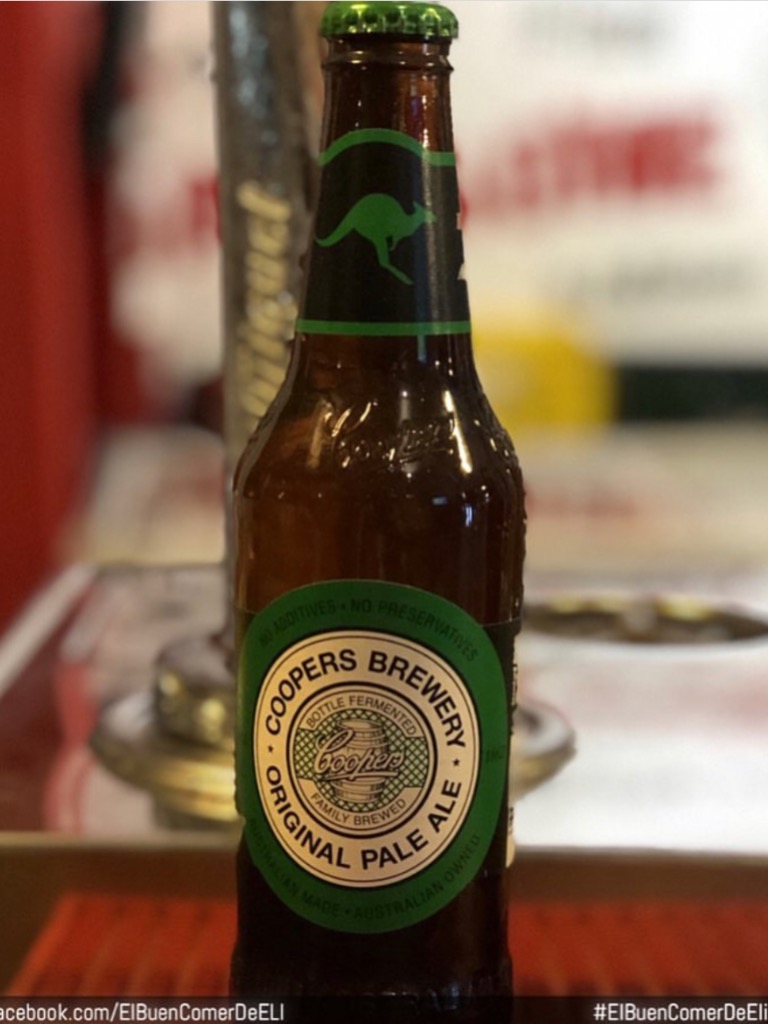 NO ADDITIVES • NO PRESERVATIVES
COOPERS BREWERY
BOTTLE FERMENTED
Coopers
FAMILY BREWED
ORIGINAL PALE ALE
AUSTRALIAN MADE • AUSTRALIAN OWNED
acebook.com/ElBuenComerDeELI
#ElBuenComerDeEli